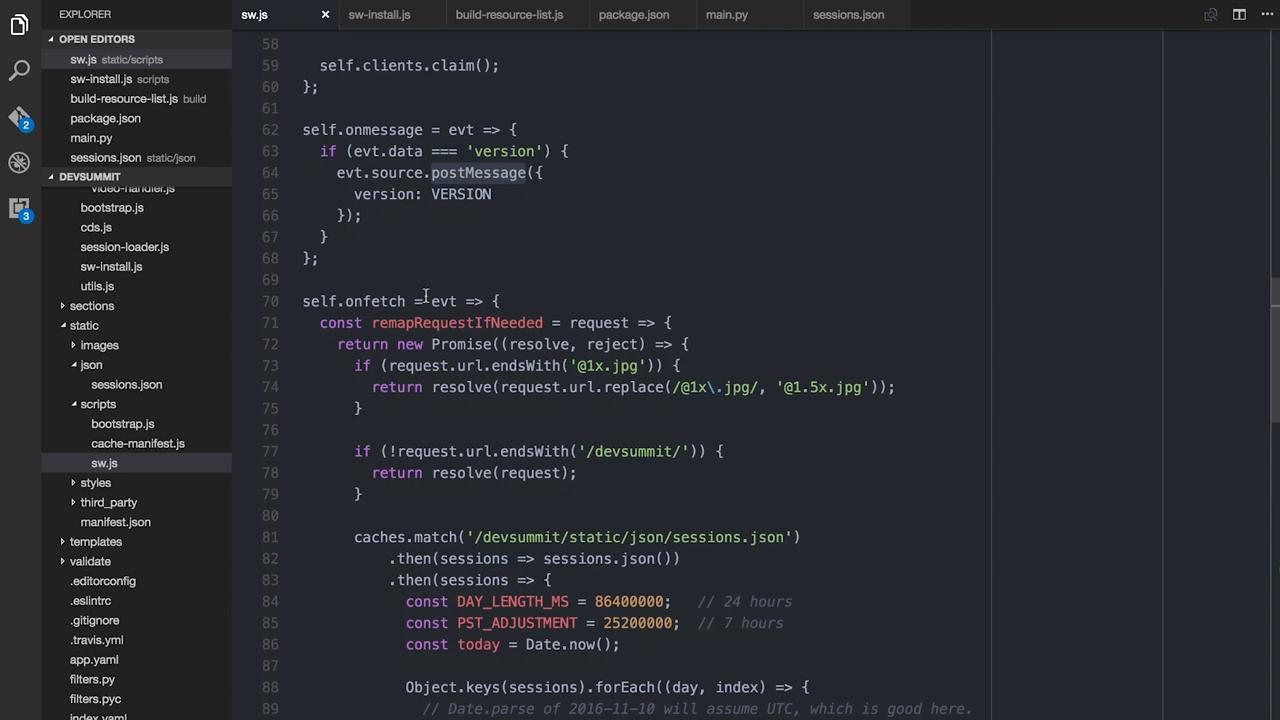 EXPLORER
OPEN EDITORS
sw.js static/scripts
sw-install.js scripts
build-resource-list.js build
package.json
main.py
sessions.json static/json
DEVSUMMIT
video-handler.js
bootstrap.js
cds.js
session-loader.js
sw-install.js
utils.js
sections
static
images
json
sessions.json
scripts
bootstrap.js
cache-manifest.js
sw.js
styles
third_party
manifest.json
templates
validate
.editorconfig
.eslintrc
.gitignore
.travis.yml
app.yaml
filters.py
filters.pyc
index.yaml
2
3
sw.js sw-install.js build-resource-list.js package.json main.py sessions.json
58
59 self.clients.claim();
60 };
61
62 self.onmessage = evt => {
63 if (evt.data === 'version') {
64 evt.source.postMessage({
65 version: VERSION
66 });
67 }
68 };
69
70 self.onfetch = evt => {
71 const remapRequestIfNeeded = request => {
72 return new Promise((resolve, reject) => {
73 if (request.url.endsWith('@1x.jpg')) {
74 return resolve(request.url.replace(/@1x\.jpg/, '@1.5x.jpg'));
75 }
76
77 if (!request.url.endsWith('/devsummit/')) {
78 return resolve(request);
79 }
80
81 caches.match('/devsummit/static/json/sessions.json')
82 .then(sessions => sessions.json())
83 .then(sessions => {
84 const DAY_LENGTH_MS = 86400000; // 24 hours
85 const PST_ADJUSTMENT = 25200000; // 7 hours
86 const today = Date.now();
87
88 Object.keys(sessions).forEach((day, index) => {
89 // Date.parse of 2016-11-10 will assume UTC, which is good here.